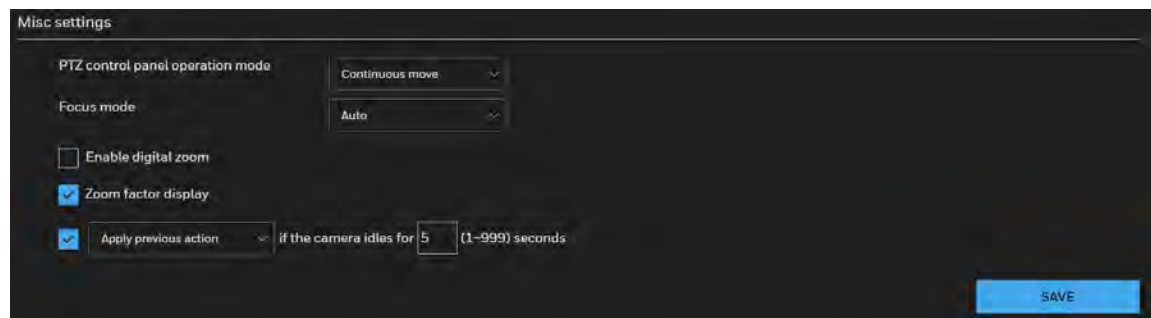 Misc settings
PTZ control panel operation mode Continuous move
Focus mode Auto
Enable digital zoom
Zoom factor display
Apply previous action if the camera idles for 5 (1-999) seconds
SAVE